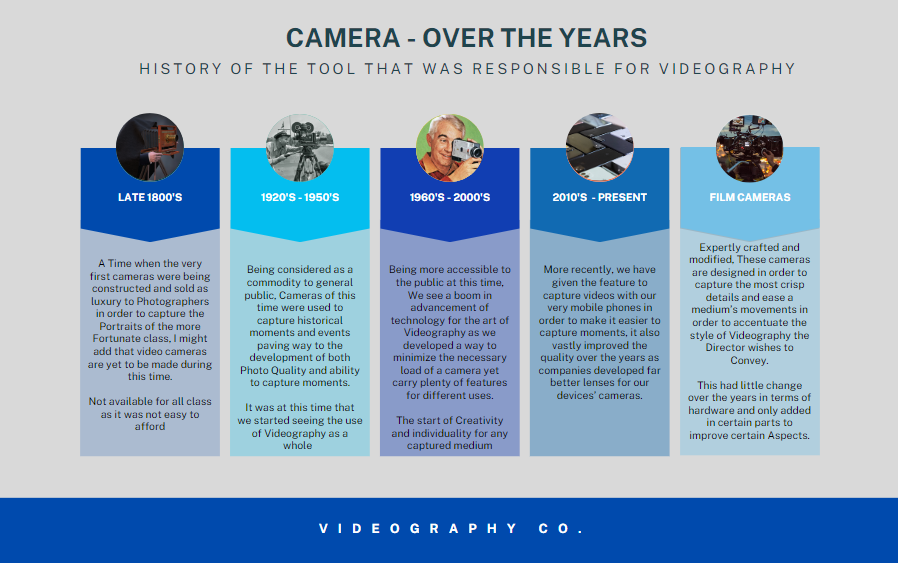 CAMERA - OVER THE YEARS
HISTORY OF THE TOOL THAT WAS RESPONSIBLE FOR VIDEOGRAPHY
LATE 1800'S
A Time when the very
first cameras were being
constructed and sold as
luxury to Photographers
in order to capture the
Portraits of the more
Fortunate class, I might
add that video cameras
are yet to be made during
this time.
Not available for all class
as it was not easy to
afford
1920'S - 1950'S
Being considered as a
commodity to general
public, Cameras of this
time were used to
capture historical
moments and events
paving way to the
development of both
Photo Quality and ability
to capture moments.
It was at this time that
we started seeing the use
of Videography as a
whole
1960'S - 2000'S
Being more accessible to
the public at this time,
We see a boom in
advancement of
technology for the art of
Videography as we
developed a way to
minimize the necessary
load of a camera yet
carry plenty of features
for different uses.
The start of Creativity
and individuality for any
captured medium
2010'S - PRESENT
More recently, we have
given the feature to
capture videos with our
very mobile phones in
order to make it easier to
capture moments, it also
vastly improved the
quality over the years as
companies developed far
better lenses for our
devices' cameras.
FILM CAMERAS
Expertly crafted and
modified, These cameras
are designed in order to
capture the most crisp
details and ease a
medium's movements in
order to accentuate the
style of Videography the
Director wishes to
Convey.
This had little change
over the years in terms of
hardware and only added
in certain parts to
improve certain Aspects.
VIDEOGRAPHY CO.